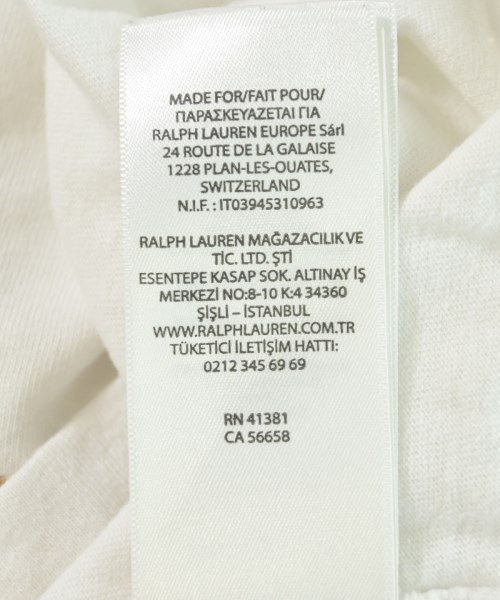 MADE FOR/FAIT POUR/
ΠΑΡΑΣΚΕΥΑΖΕΤΑΙ ΓΙΑ
RALPH LAUREN EUROPE Sárl
24 ROUTE DE LA GALAISE
1228 PLAN-LES-OUATES,
SWITZERLAND
N.I.F. : IT03945310963
RALPH LAUREN MAĞAZACILIK VE
TİC. LTD. ŞTİ
ESENTEPE KASAP SOK. ALTINAY İŞ
MERKEZİ NO:8-10 K:4 34360
ŞİŞLİ – İSTANBUL
WWW.RALPHLAUREN.COM.TR
TÜKETİCİ İLETİŞİM HATTI:
0212 345 69 69
RN 41381
CA 56658